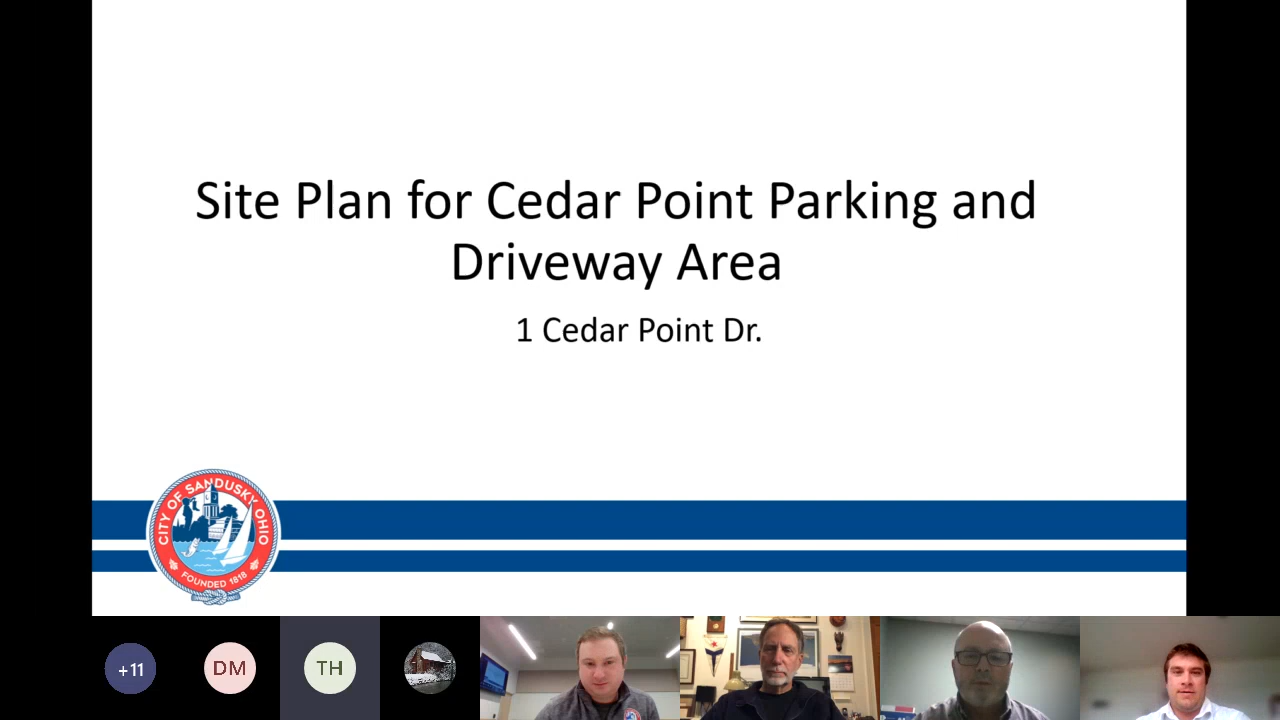 Site Plan for Cedar Point Parking and
Driveway Area
1 Cedar Point Dr.
CITY OF SANDUSKY, OHIO
FOUNDED 1818
+11
DM
TH